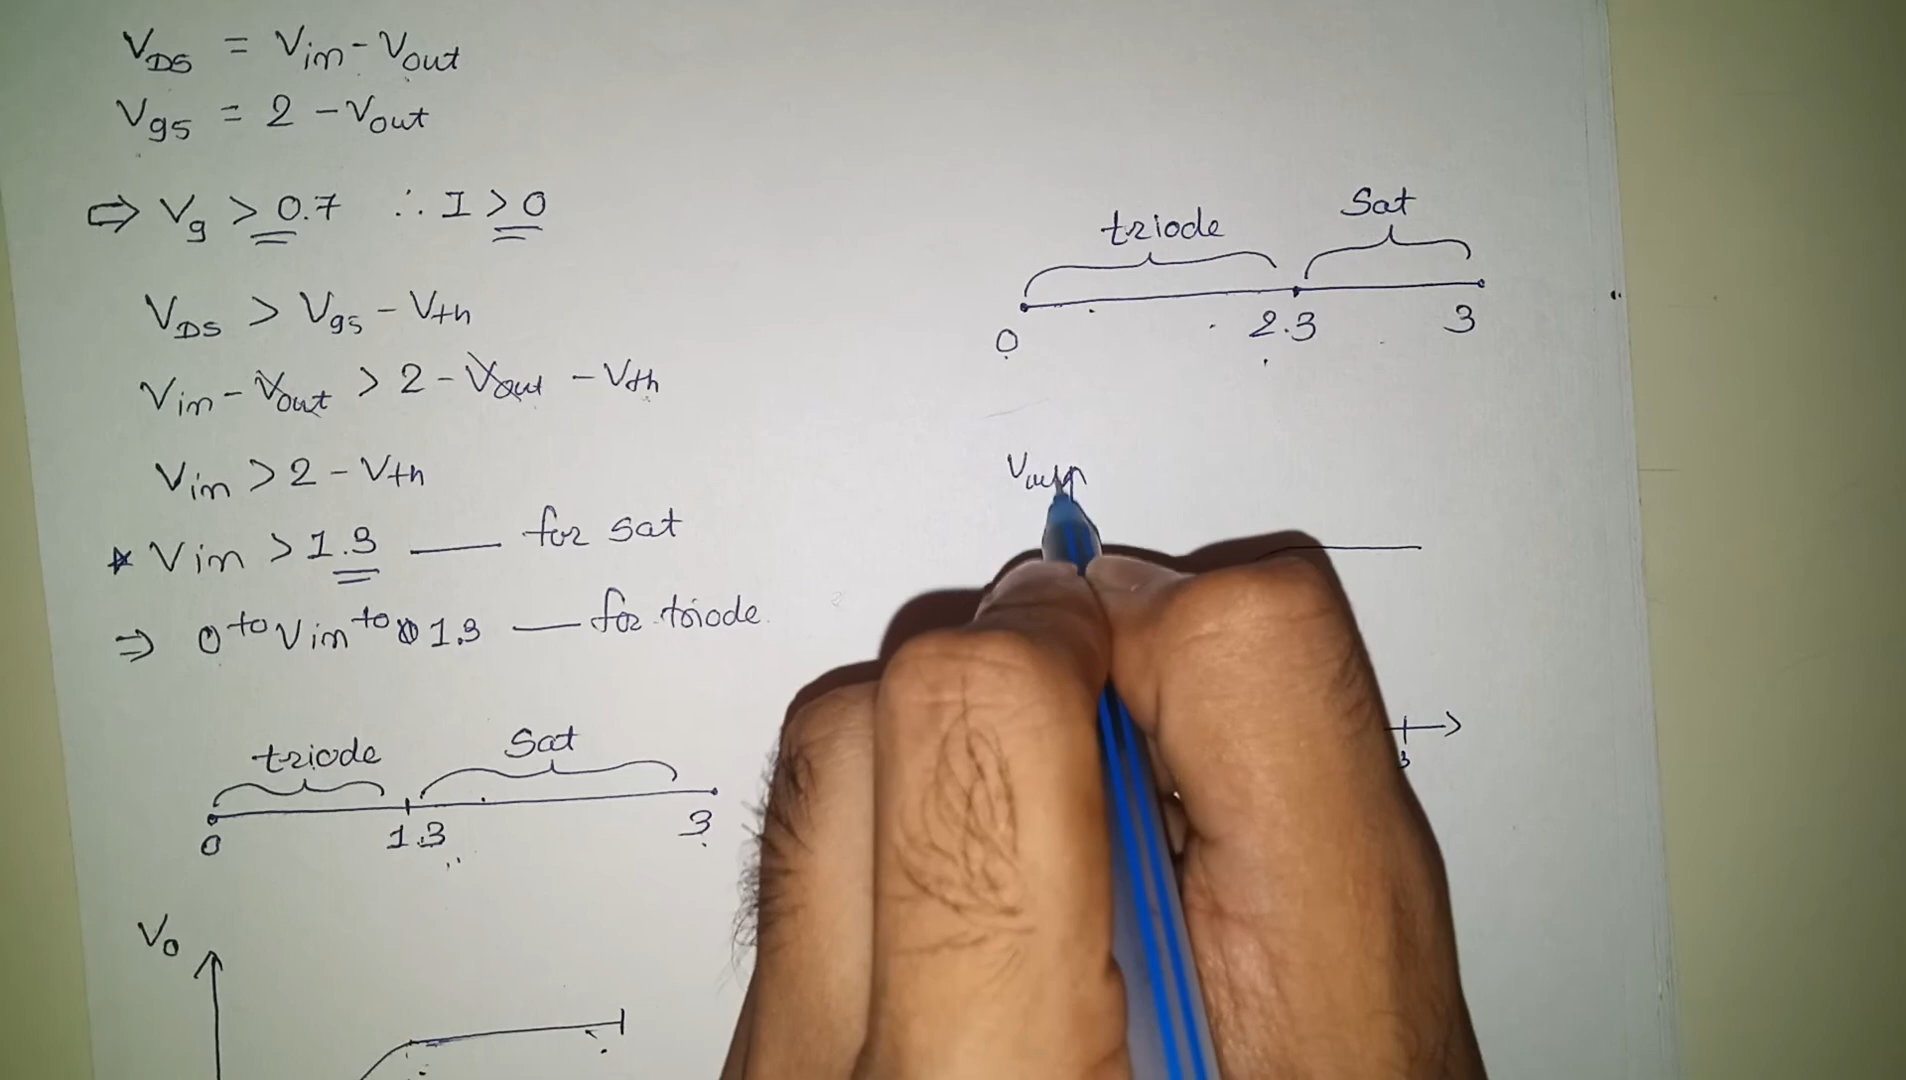 VDS = Vin - Vout
Vgs = 2 - Vout
⇒ Vg > 0.7 ∴ I > 0
VDS > Vgs - Vth
Vin - Vout > 2 - Vout - Vth
Vin > 2 - Vth
* Vin > 1.3 — for sat
⇒ 0 to Vin to 1.3 — for triode
triode Sat
0 1.3 3
Vo
triode Sat
0 2.3 3
Vout
3